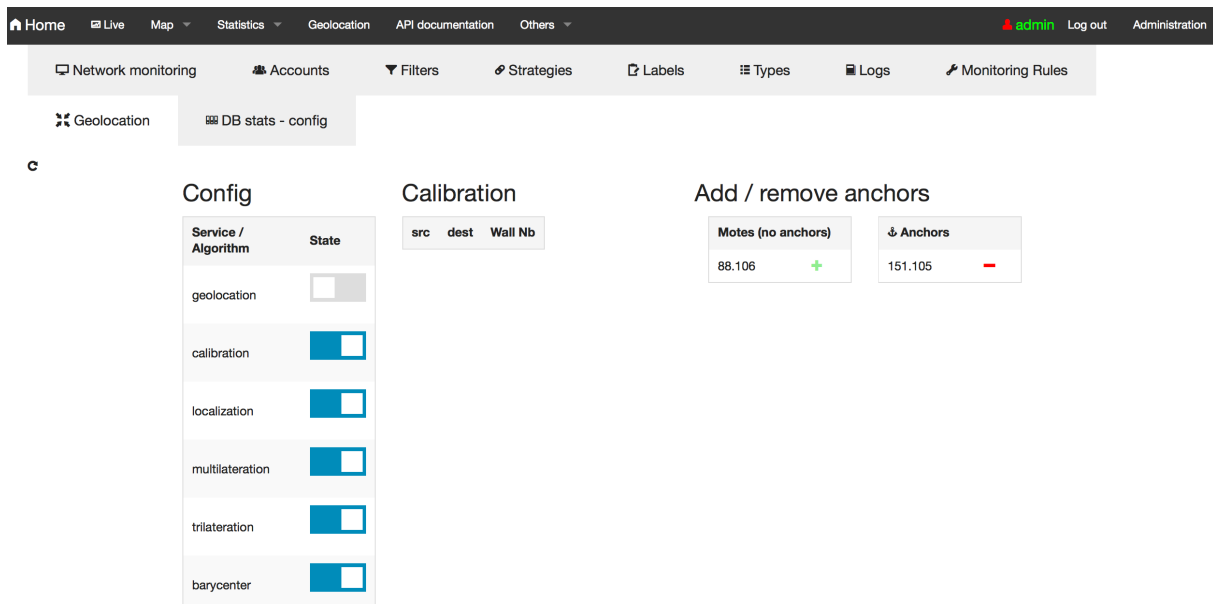 Home Live Map Statistics Geolocation API documentation Others admin Log out Administration
Network monitoring Accounts Filters Strategies Labels Types Logs Monitoring Rules
Geolocation DB stats - config
Config Calibration Add / remove anchors
Service / Algorithm State src dest Wall Nb Motes (no anchors) Anchors
88.106 151.105
geolocation
calibration
localization
multilateration
trilateration
barycenter